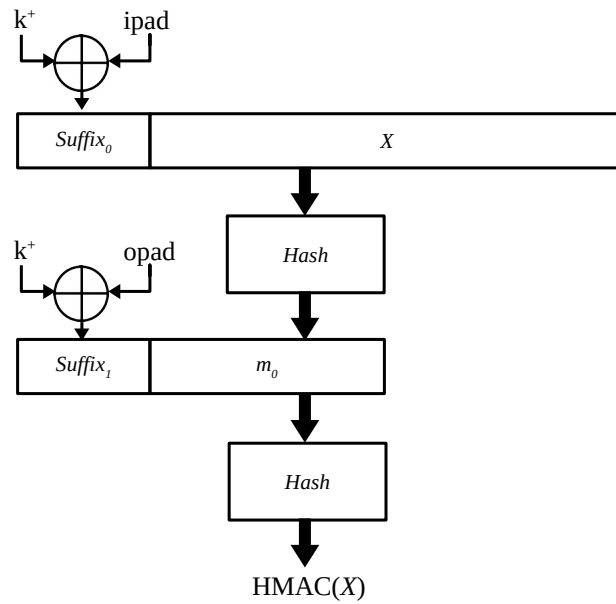 k⁺ ipad
Suffix₀ X
Hash
k⁺ opad
Suffix₁ m₀
Hash
HMAC(X)